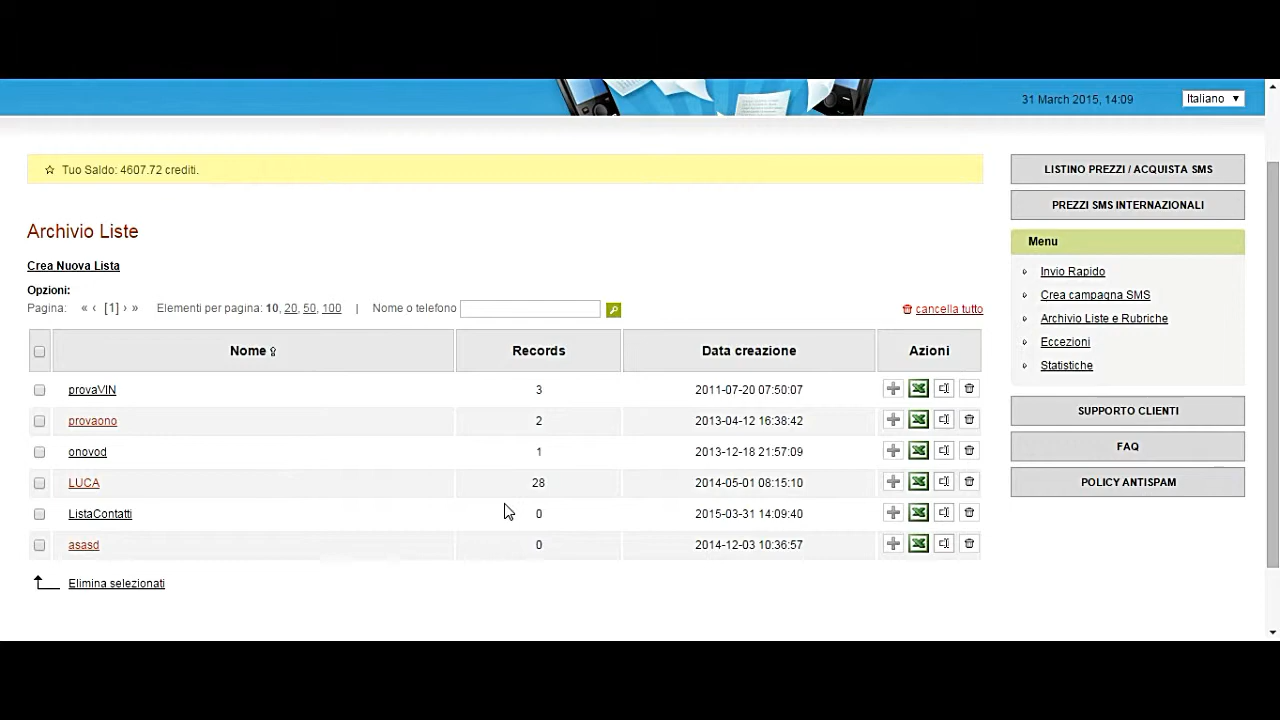 31 March 2015, 14:09
Italiano
Tuo Saldo: 4607.72 crediti.
LISTINO PREZZI / ACQUISTA SMS
PREZZI SMS INTERNAZIONALI
Archivio Liste
Menu
Crea Nuova Lista
Invio Rapido
Opzioni:
Crea campagna SMS
Pagina: « ‹ [1] › » Elementi per pagina: 10, 20, 50, 100 | Nome o telefono
cancella tutto
Archivio Liste e Rubriche
Eccezioni
Statistiche
Nome Records Data creazione Azioni
provaVIN 3 2011-07-20 07:50:07
provaono 2 2013-04-12 16:38:42
onovod 1 2013-12-18 21:57:09
LUCA 28 2014-05-01 08:15:10
ListaContatti 0 2015-03-31 14:09:40
asasd 0 2014-12-03 10:36:57
Elimina selezionati
SUPPORTO CLIENTI
FAQ
POLICY ANTISPAM